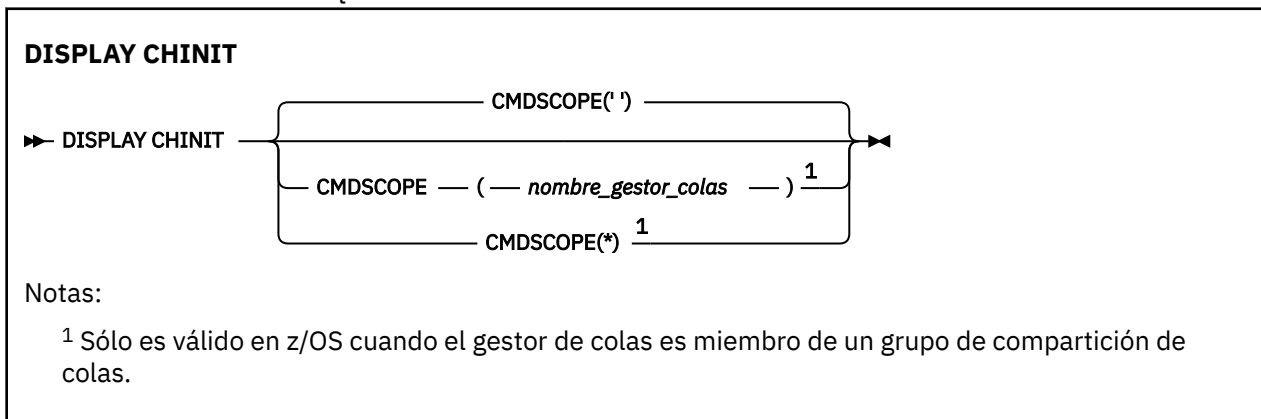 DISPLAY CHINIT
CMDSCOPE(' ')
DISPLAY CHINIT
CMDSCOPE ( nombre_gestor_colas ) 1
CMDSCOPE(*) 1
Notas:
1 Sólo es válido en z/OS cuando el gestor de colas es miembro de un grupo de compartición de
colas.